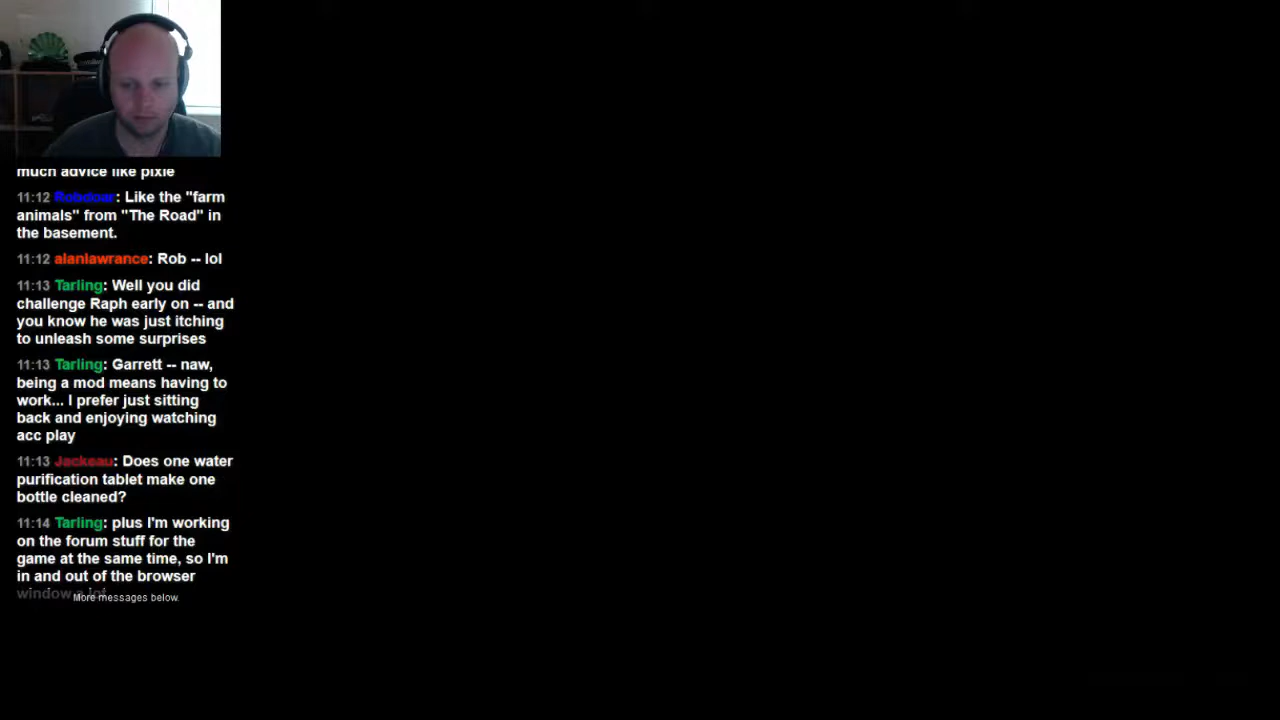 much advice like pixie
11:12 Robdoar: Like the "farm
animals" from "The Road" in
the basement.
11:12 alanlawrance: Rob -- lol
11:13 Tarling: Well you did
challenge Raph early on -- and
you know he was just itching
to unleash some surprises
11:13 Tarling: Garrett -- naw,
being a mod means having to
work... I prefer just sitting
back and enjoying watching
acc play
11:13 Jackeau: Does one water
purification tablet make one
bottle cleaned?
11:14 Tarling: plus I'm working
on the forum stuff for the
game at the same time, so I'm
in and out of the browser
window a lot
More messages below.